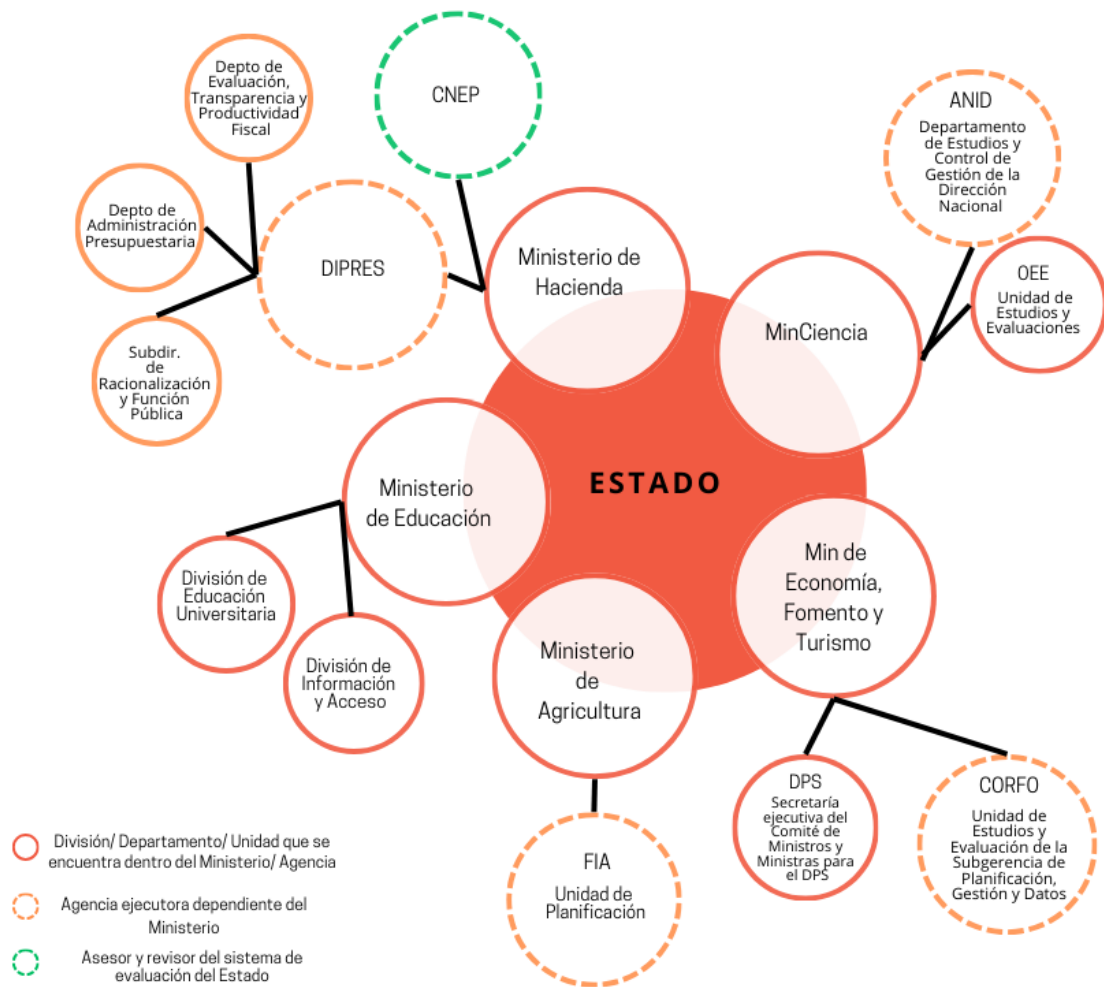 Depto de
Evaluación,
Transparencia y
Productividad
Fiscal
CNEP
ANID
Departamento
de Estudios y
Control de
Gestión de la
Dirección
Nacional
Depto de
Administración
Presupuestaria
DIPRES
Ministerio de
Hacienda
MinCiencia
OEE
Unidad de
Estudios y
Evaluaciones
Subdir.
de
Racionalización
y Función
Pública
Ministerio
de Educación
ESTADO
Min de
Economía,
Fomento y
Turismo
División de
Educación
Universitaria
División de
Información
y Acceso
Ministerio
de
Agricultura
DPS
Secretaría
ejecutiva del
Comité de
Ministros y
Ministras para
el DPS
CORFO
Unidad de
Estudios y
Evaluación de la
Subgerencia de
Planificación,
Gestión y Datos
FIA
Unidad de
Planificación
División/ Departamento/ Unidad que se
encuentra dentro del Ministerio/ Agencia
Agencia ejecutora dependiente del
Ministerio
Asesor y revisor del sistema de
evaluación del Estado